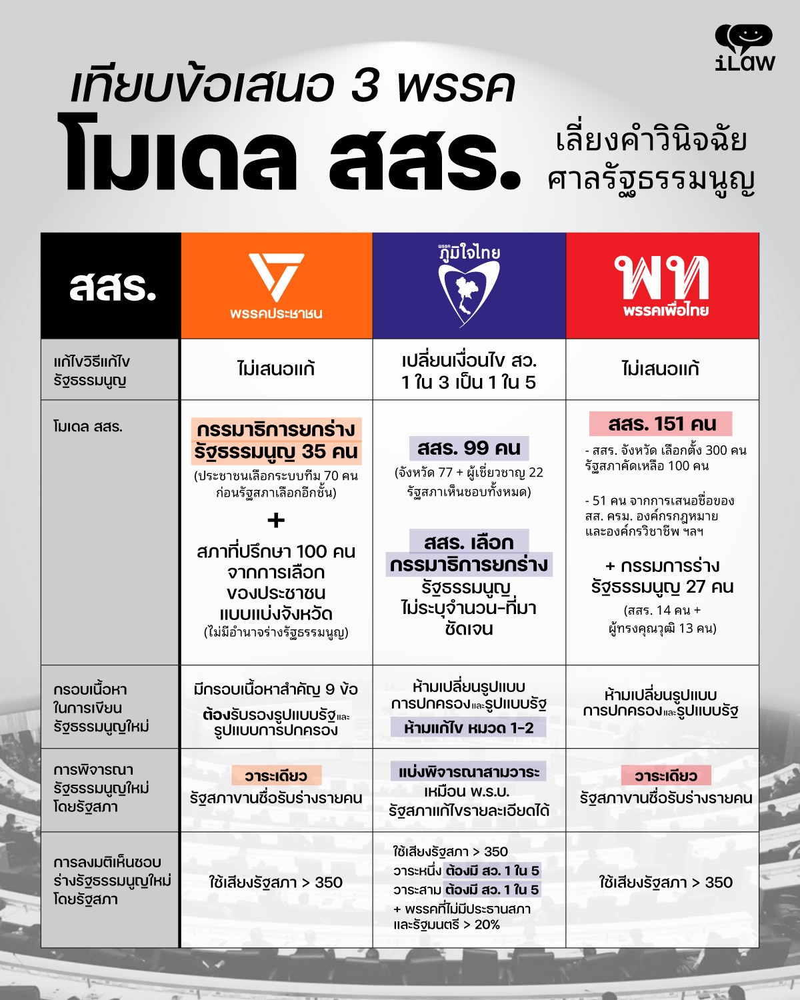 iLaw
เทียบข้อเสนอ 3 พรรค
โมเดล สสร.
เลี่ยงคำวินิจฉัย
ศาลรัฐธรรมนูญ
สสร.
พรรคประชาชน
พรรค
ภูมิใจไทย
พท
พรรคเพื่อไทย
แก้ไขวิธีแก้ไข
รัฐธรรมนูญ
ไม่เสนอแก้
เปลี่ยนเงื่อนไข สว.
1 ใน 3 เป็น 1 ใน 5
ไม่เสนอแก้
โมเดล สสร.
กรรมาธิการยกร่าง
รัฐธรรมนูญ 35 คน
(ประชาชนเลือกระบบทีม 70 คน
ก่อนรัฐสภาเลือกอีกชั้น)
+
สภาที่ปรึกษา 100 คน
จากการเลือก
ของประชาชน
แบบแบ่งจังหวัด
(ไม่มีอำนาจร่างรัฐธรรมนูญ)
สสร. 99 คน
(จังหวัด 77 + ผู้เชี่ยวชาญ 22
รัฐสภาเห็นชอบทั้งหมด)
สสร. เลือก
กรรมาธิการยกร่าง
รัฐธรรมนูญ
ไม่ระบุจำนวน-ที่มา
ชัดเจน
สสร. 151 คน
- สสร. จังหวัด เลือกตั้ง 300 คน
รัฐสภาคัดเหลือ 100 คน
- 51 คน จากการเสนอชื่อของ
สส. ครม. องค์กรกฎหมาย
และองค์กรวิชาชีพ ฯลฯ
+ กรรมการร่าง
รัฐธรรมนูญ 27 คน
(สสร. 14 คน +
ผู้ทรงคุณวุฒิ 13 คน)
กรอบเนื้อหา
ในการเขียน
รัฐธรรมนูญใหม่
มีกรอบเนื้อหาสำคัญ 9 ข้อ
ต้องรับรองรูปแบบรัฐและ
รูปแบบการปกครอง
ห้ามเปลี่ยนรูปแบบ
การปกครองและรูปแบบรัฐ
ห้ามแก้ไข หมวด 1-2
ห้ามเปลี่ยนรูปแบบ
การปกครองและรูปแบบรัฐ
การพิจารณา
รัฐธรรมนูญใหม่
โดยรัฐสภา
วาระเดียว
รัฐสภาขานชื่อรับร่างรายคน
แบ่งพิจารณาสามวาระ
เหมือน พ.ร.บ.
รัฐสภาแก้ไขรายละเอียดได้
วาระเดียว
รัฐสภาขานชื่อรับร่างรายคน
การลงมติเห็นชอบ
ร่างรัฐธรรมนูญใหม่
โดยรัฐสภา
ใช้เสียงรัฐสภา > 350
ใช้เสียงรัฐสภา > 350
วาระหนึ่ง ต้องมี สว. 1 ใน 5
วาระสาม ต้องมี สว. 1 ใน 5
+ พรรคที่ไม่มีประธานสภา
และรัฐมนตรี > 20%
ใช้เสียงรัฐสภา > 350